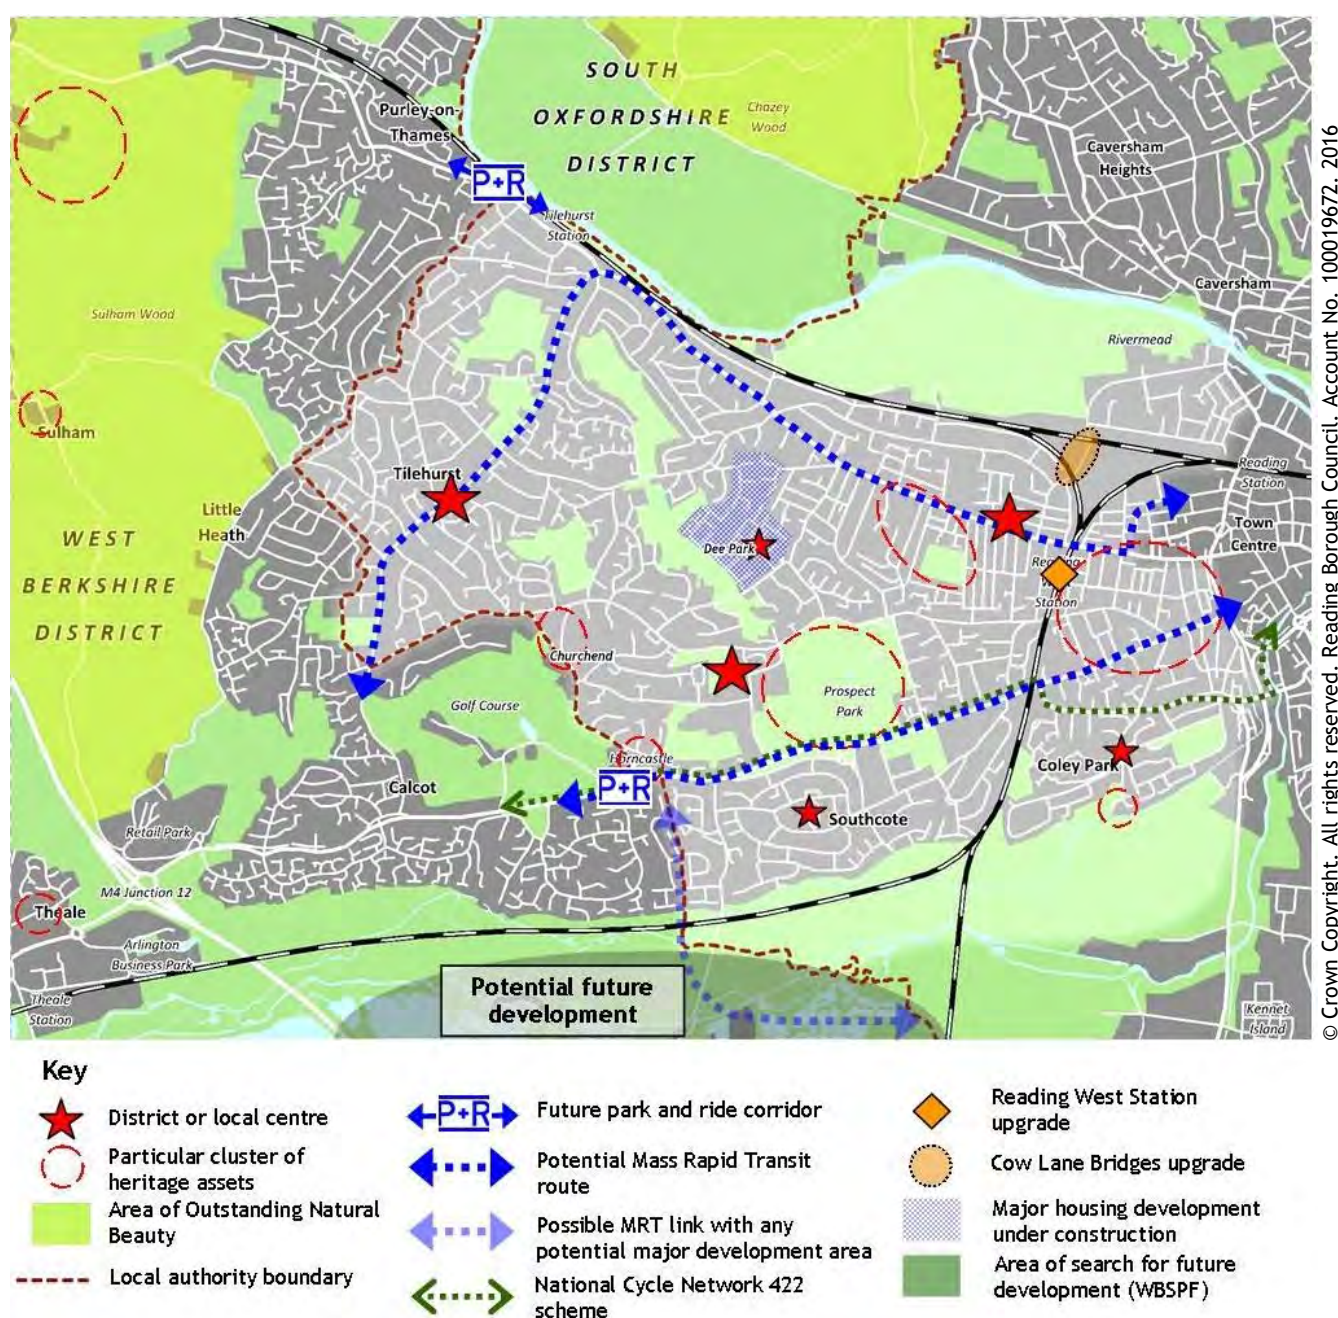 SOUTH
OXFORDSHIRE
DISTRICT
Purley-on-
Thames
Chazey
Wood
Caversham
Heights
P+R
Tilehurst
Station
Caversham
Sulham Wood
Rivermead
Sulham
Tilehurst
Reading
Station
Little
Heath
Town
Centre
WEST
BERKSHIRE
DISTRICT
Dee Park
Station
Churchend
Prospect
Park
Golf Course
Horncastle
P+R
Calcot
Coley Park
Southcote
Retail Park
M4 Junction 12
Theale
Arlington
Business Park
Theale
Station
Potential future
development
Kennet
Island
© Crown Copyright. All rights reserved. Reading Borough Council. Account No. 100019672. 2016
Key
District or local centre
Particular cluster of
heritage assets
Area of Outstanding Natural
Beauty
Local authority boundary
P+R
Future park and ride corridor
Potential Mass Rapid Transit
route
Possible MRT link with any
potential major development area
National Cycle Network 422
scheme
Reading West Station
upgrade
Cow Lane Bridges upgrade
Major housing development
under construction
Area of search for future
development (WBSPF)